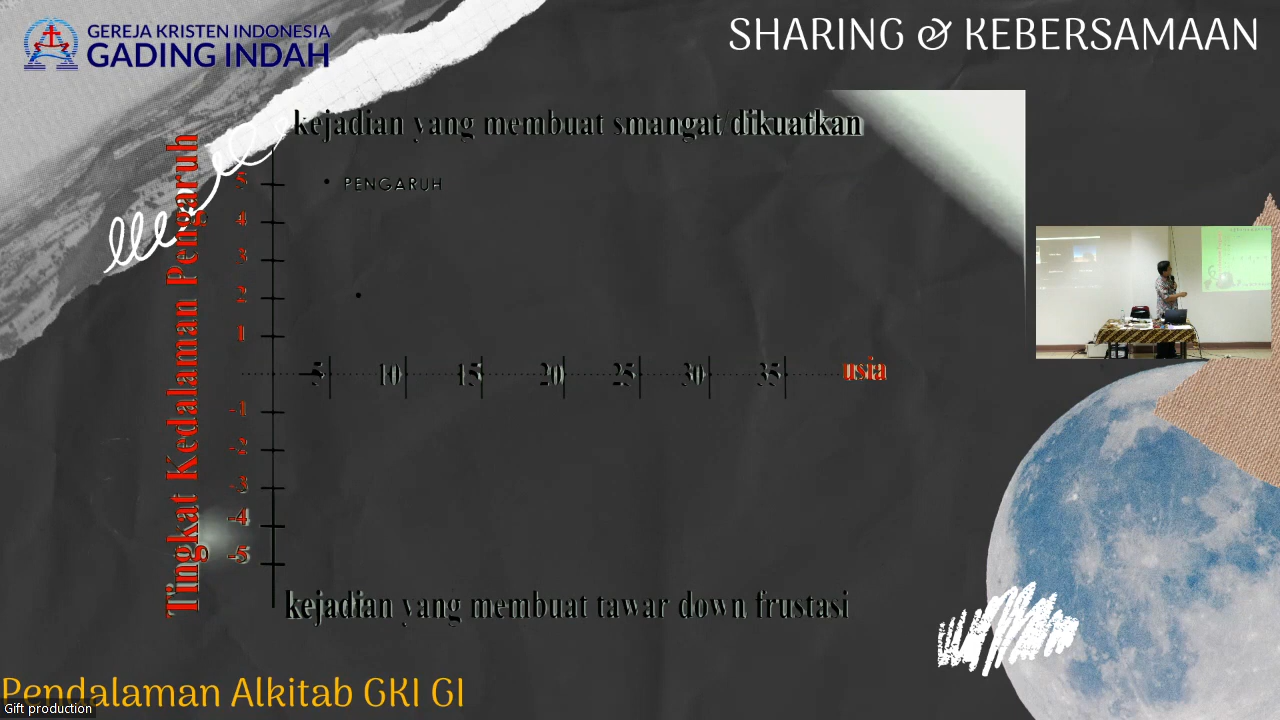 GEREJA KRISTEN INDONESIA
GADING INDAH
SHARING & KEBERSAMAAN
kejadian yang membuat smangat dikuatkan
Tingkat Kedalaman Pengaruh
5
• PENGARUH
4
3
2
1
5 10 15 20 25 30 35 usia
-1
-2
-3
-4
-5
kejadian yang membuat tawar down frustasi
Pendalaman Alkitab GKI GI
Gift production